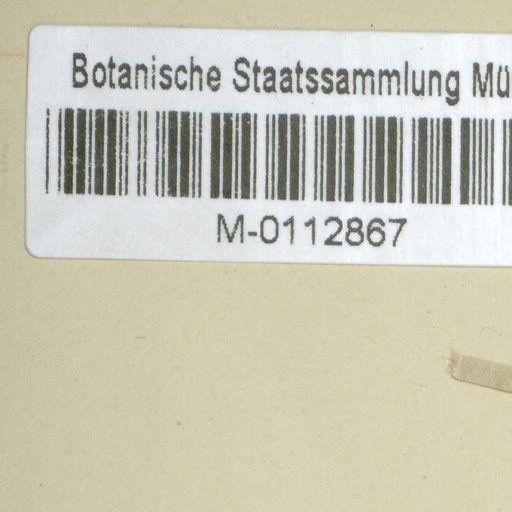 Botanische Staatssammlung Mü
M-0112867